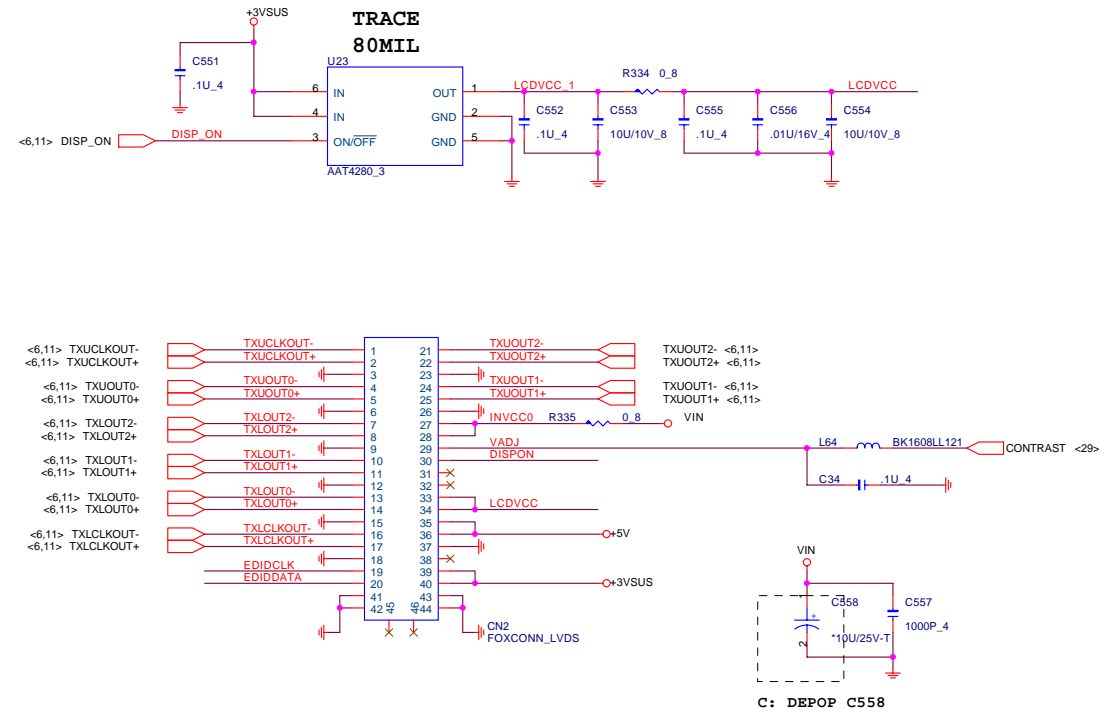 +3VSUS
TRACE
80MIL
C551
.1U_4
U23
6 IN
4 IN
3 ON/OFF
OUT 1
GND 2
GND 5
AAT4280_3
<6,11> DISP_ON
DISP_ON
LCDVCC_1
R334 0_8
LCDVCC
C552
.1U_4
C553
10U/10V_8
C555
.1U_4
C556
.01U/16V_4
C554
10U/10V_8
<6,11> TXUCLKOUT- TXUCLKOUT- 1
<6,11> TXUCLKOUT+ TXUCLKOUT+ 2
3
<6,11> TXUOUT0- TXUOUT0- 4
<6,11> TXUOUT0+ TXUOUT0+ 5
6
<6,11> TXLOUT2- TXLOUT2- 7
<6,11> TXLOUT2+ TXLOUT2+ 8
9
<6,11> TXLOUT1- TXLOUT1- 10
<6,11> TXLOUT1+ TXLOUT1+ 11
12
<6,11> TXLOUT0- TXLOUT0- 13
<6,11> TXLOUT0+ TXLOUT0+ 14
15
<6,11> TXLCLKOUT- TXLCLKOUT- 16
<6,11> TXLCLKOUT+ TXLCLKOUT+ 17
18
EDIDCLK 19
EDIDDATA 20
41
42
45
46
21 TXUOUT2- TXUOUT2- <6,11>
22 TXUOUT2+ TXUOUT2+ <6,11>
23
24 TXUOUT1- TXUOUT1- <6,11>
25 TXUOUT1+ TXUOUT1+ <6,11>
26
27 INVCC0 R335 0_8 VIN
28
29 VADJ L64 BK1608LL121 CONTRAST <29>
30 DISPON
31
32
33
34 LCDVCC
35
36 +5V
37
38
39
40 +3VSUS
43
44
CN2
FOXCONN_LVDS
C34 .1U_4
VIN
1
C558
+
*10U/25V-T
2
C557
1000P_4
C: DEPOP C558